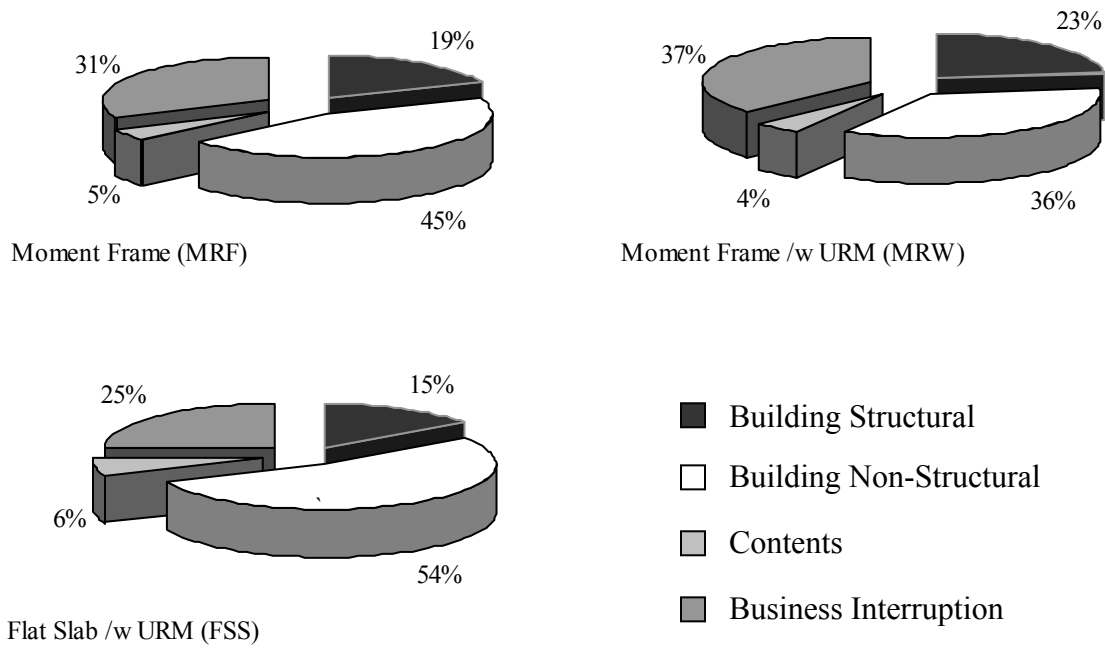 19%
31%
5%
45%
Moment Frame (MRF)
23%
37%
4%
36%
Moment Frame /w URM (MRW)
25%
15%
6%
54%
Flat Slab /w URM (FSS)
Building Structural
Building Non-Structural
Contents
Business Interruption